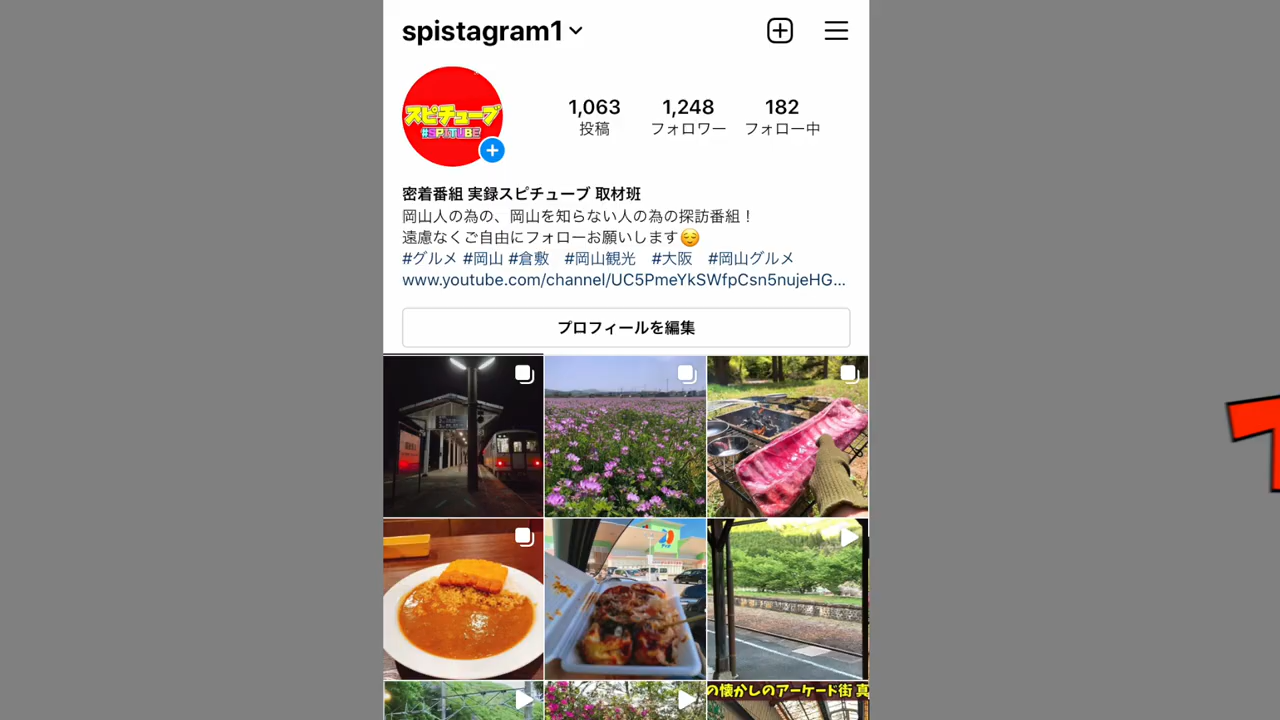 spistagram1
スピチューブ
#SPITUBE
1,063
投稿
1,248
フォロワー
182
フォロー中
密着番組 実録スピチューブ 取材班
岡山人の為の、岡山を知らない人の為の探訪番組！
遠慮なくご自由にフォローお願いします😌
#グルメ #岡山 #倉敷　#岡山観光　#大阪　#岡山グルメ
www.youtube.com/channel/UC5PmeYkSWfpCsn5nujeHG...
プロフィールを編集
の懐かしのアーケード街 真